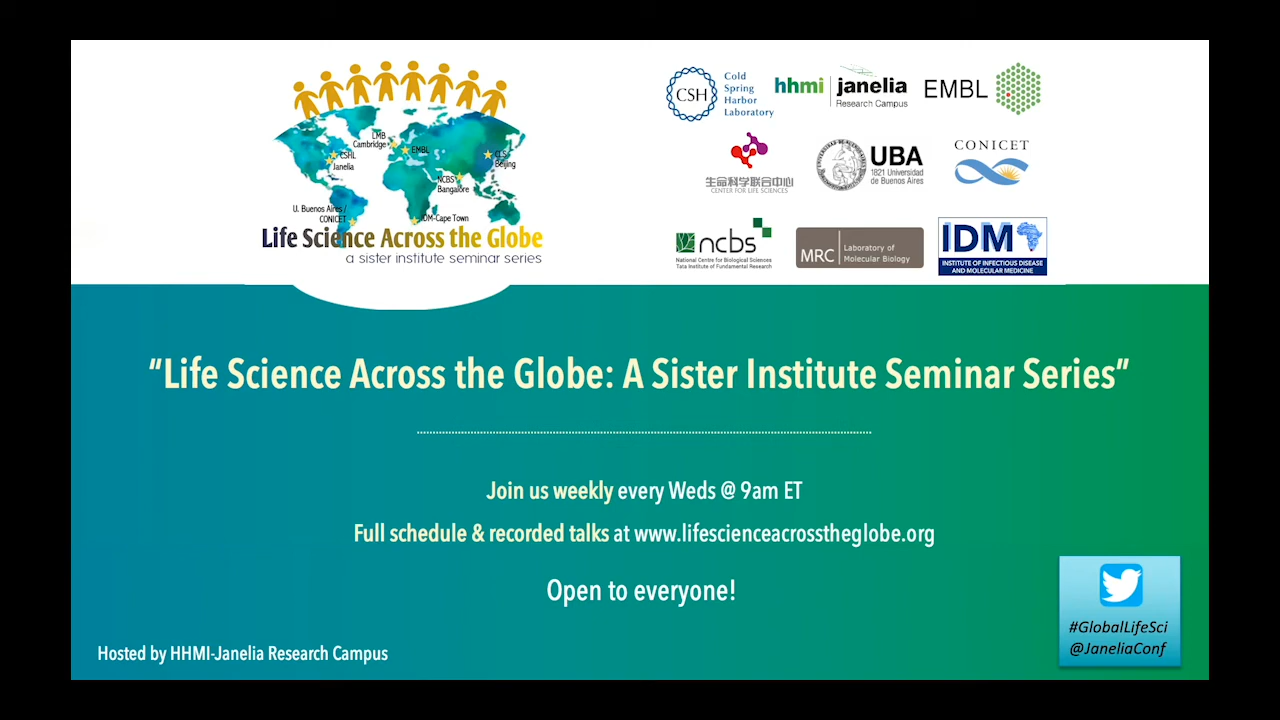 LMB
Cambridge
EMBL
CSHL
Janelia
CLS
Beijing
NCBS
Bangalore
U. Buenos Aires /
CONICET
IDM-Cape Town
Life Science Across the Globe
a sister institute seminar series
CSH
Cold
Spring
Harbor
Laboratory
hhmi
janelia
Research Campus
EMBL
生命科学联合中心
CENTER FOR LIFE SCIENCES
UBA
1821 Universidad
de Buenos Aires
CONICET
ncbs
National Centre for Biological Sciences
Tata Institute of Fundamental Research
MRC
Laboratory of
Molecular Biology
IDM
INSTITUTE OF INFECTIOUS DISEASE
AND MOLECULAR MEDICINE
“Life Science Across the Globe: A Sister Institute Seminar Series”
Join us weekly every Weds @ 9am ET
Full schedule & recorded talks at www.lifescienceacrosstheglobe.org
Open to everyone!
#GlobalLifeSci
@JaneliaConf
Hosted by HHMI-Janelia Research Campus